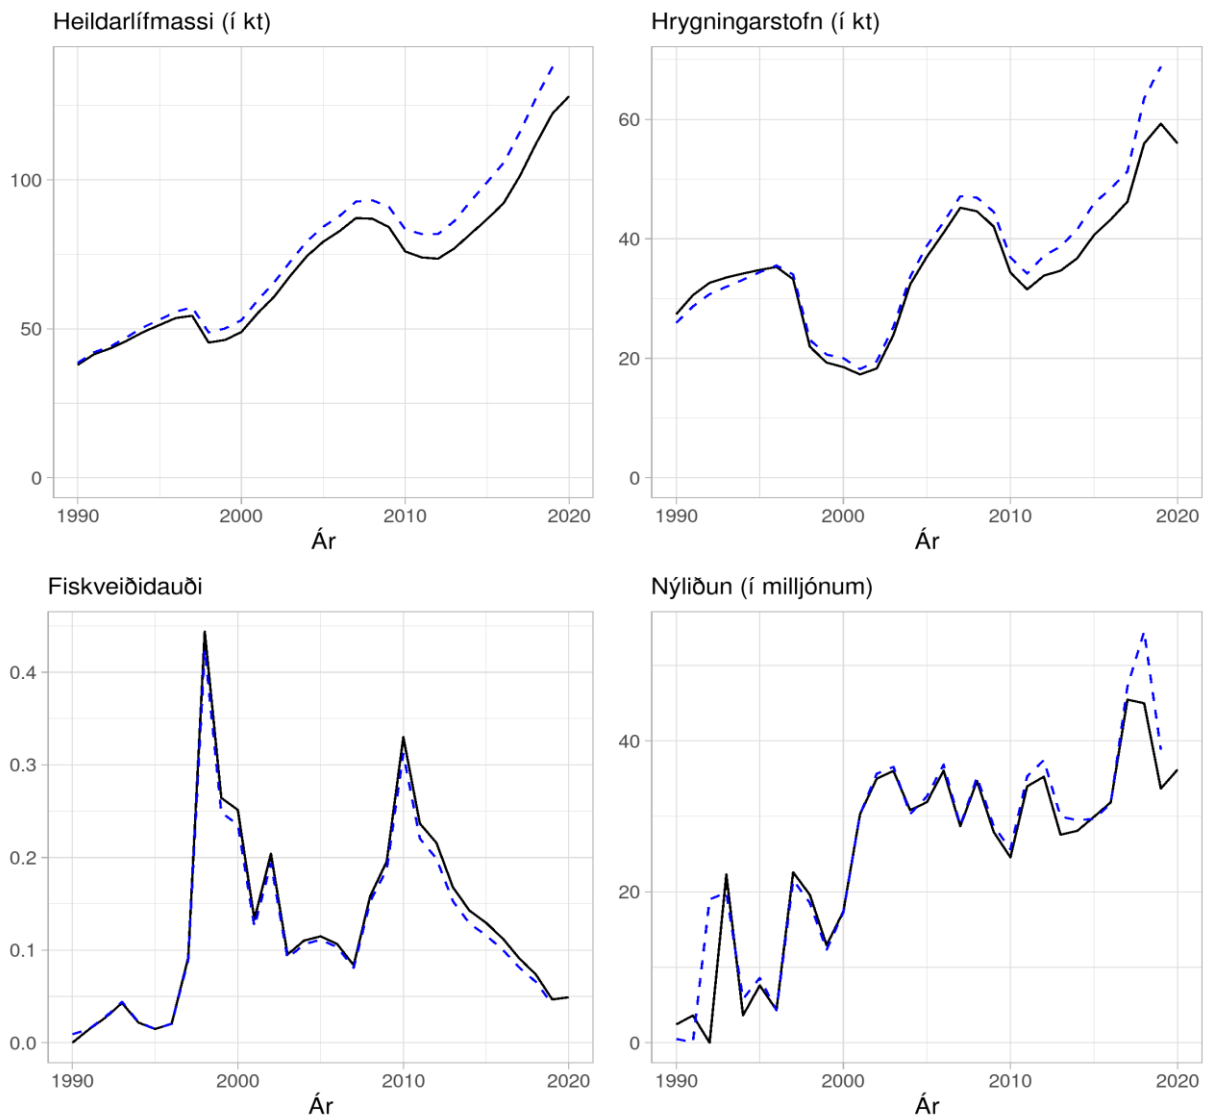 Heildarlífmassi (í kt)
100
50
0
1990 2000 2010 2020
Ár
Hrygningarstofn (í kt)
60
40
20
0
1990 2000 2010 2020
Ár
Fiskveiðidauði
0.4
0.3
0.2
0.1
0.0
1990 2000 2010 2020
Ár
Nýliðun (í milljónum)
40
20
0
1990 2000 2010 2020
Ár